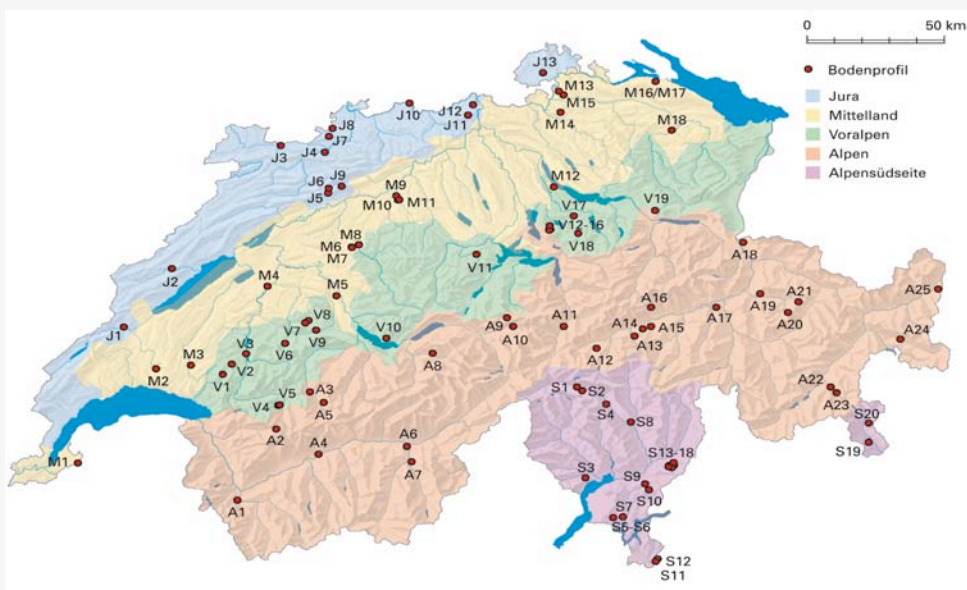 0 50 km
Bodenprofil
Jura
Mittelland
Voralpen
Alpen
Alpensüdseite
J13
M13
M15
M14
M16/M17
M18
J10
J12
J11
J8
J7
J3
J4
J9
J6
J5
M9
M10
M11
M12
V17
V12-16
V18
V19
M8
M6
M7
V11
A18
J2
M4
M5
A25
A19
A21
A20
A16
A17
J1
V8
V7
V9
V10
A9
A10
A11
A14
A15
A13
A24
M3
M2
V3
V6
V2
V1
A8
A12
V5
A3
V4
A5
S1
S2
S4
A22
A23
S8
S20
S19
A2
A4
A6
A7
M1
S13-18
S3
S9
S10
A1
S7
S5-S6
S12
S11